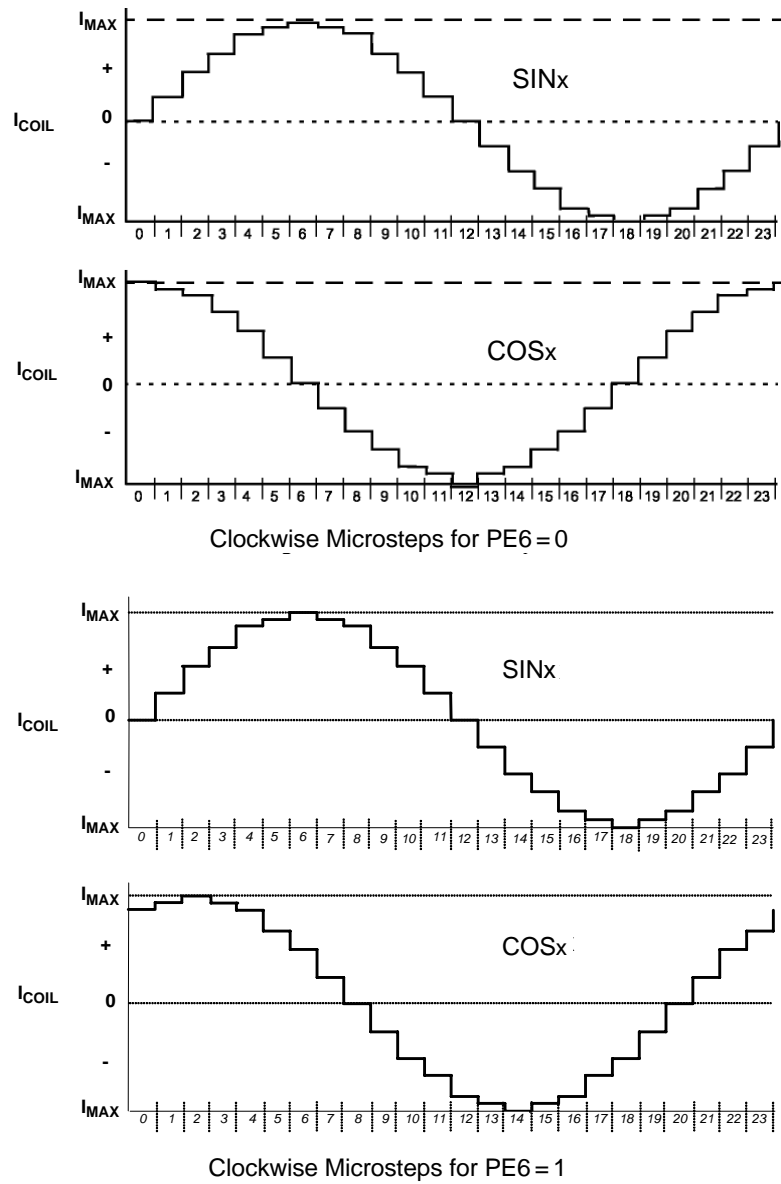 IMAX
+
SINx
ICOIL 0
-
IMAX
0 1 2 3 4 5 6 7 8 9 10 11 12 13 14 15 16 17 18 19 20 21 22 23
IMAX
+
COSx
ICOIL
0
-
IMAX
0 1 2 3 4 5 6 7 8 9 10 11 12 13 14 15 16 17 18 19 20 21 22 23
Clockwise Microsteps for PE6=0
IMAX
+
SINx
ICOIL 0
-
IMAX
0 1 2 3 4 5 6 7 8 9 10 11 12 13 14 15 16 17 18 19 20 21 22 23
IMAX
+
COSx
ICOIL 0
-
IMAX
0 1 2 3 4 5 6 7 8 9 10 11 12 13 14 15 16 17 18 19 20 21 22 23
Clockwise Microsteps for PE6=1